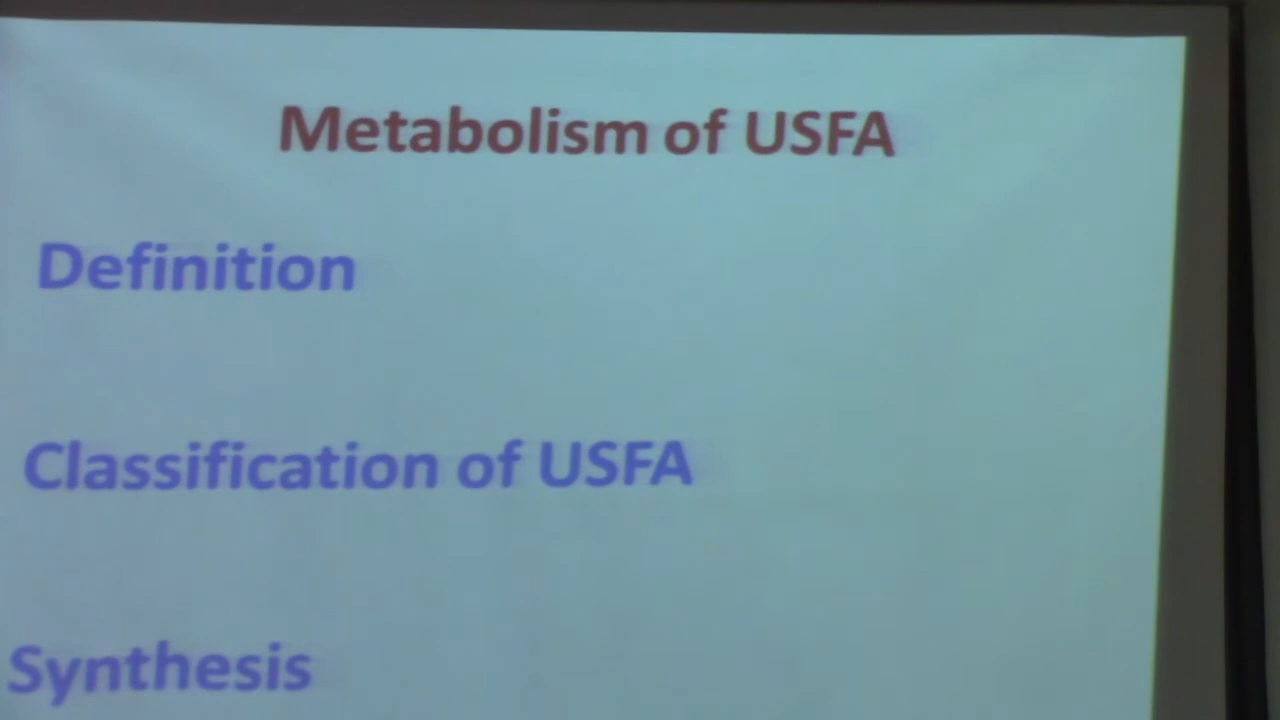 Metabolism of USFA
Definition
Classification of USFA
Synthesis